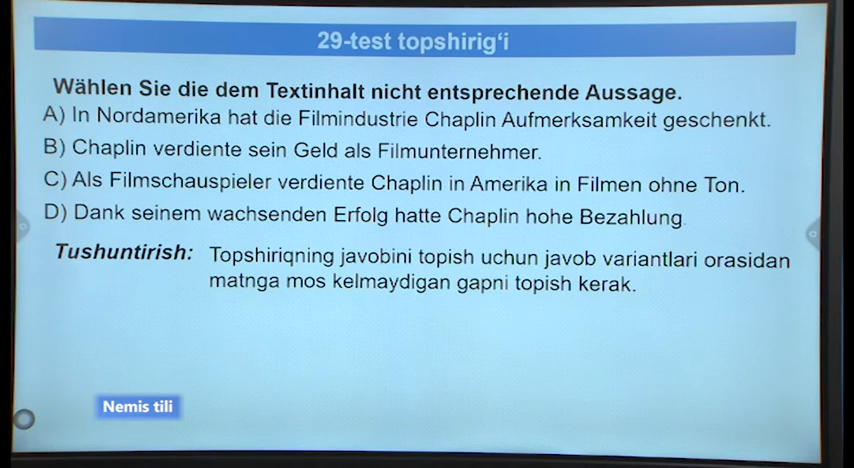 29-test topshirig‘i
Wählen Sie die dem Textinhalt nicht entsprechende Aussage.
A) In Nordamerika hat die Filmindustrie Chaplin Aufmerksamkeit geschenkt.
B) Chaplin verdiente sein Geld als Filmunternehmer.
C) Als Filmschauspieler verdiente Chaplin in Amerika in Filmen ohne Ton.
D) Dank seinem wachsenden Erfolg hatte Chaplin hohe Bezahlung.
Tushuntirish: Topshiriqning javobini topish uchun javob variantlari orasidan
matnga mos kelmaydigan gapni topish kerak.
Nemis tili